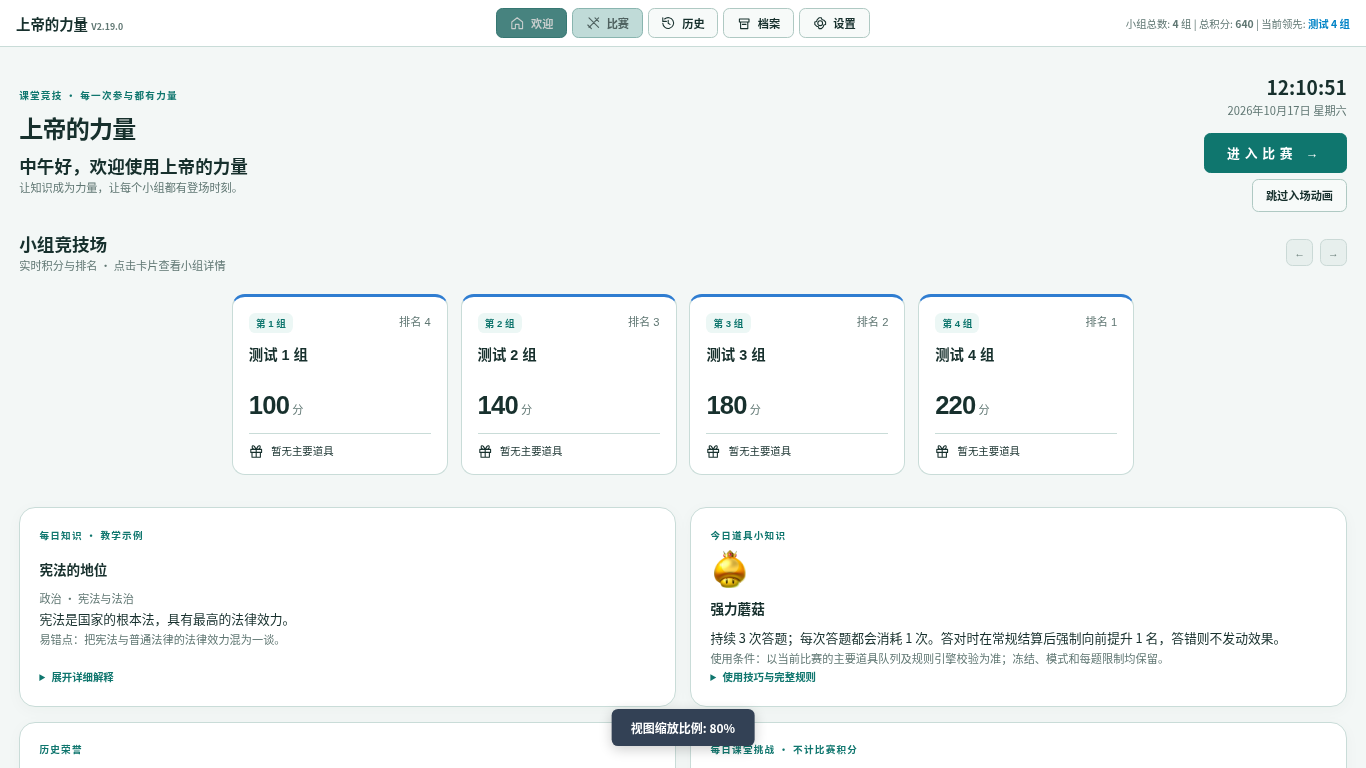 上帝的力量 V2.19.0
欢迎
比赛
历史
档案
设置
小组总数: 4 组 | 总积分: 640 | 当前领先: 测试 4 组
课堂竞技 · 每一次参与都有力量
上帝的力量
中午好，欢迎使用上帝的力量
让知识成为力量，让每个小组都有登场时刻。
12:10:51
2026年10月17日 星期六
进入比赛 →
跳过入场动画
小组竞技场
实时积分与排名 · 点击卡片查看小组详情
← →
第 1 组 排名 4
测试 1 组
100 分
暂无主要道具
第 2 组 排名 3
测试 2 组
140 分
暂无主要道具
第 3 组 排名 2
测试 3 组
180 分
暂无主要道具
第 4 组 排名 1
测试 4 组
220 分
暂无主要道具
每日知识 · 教学示例
宪法的地位
政治 · 宪法与法治
宪法是国家的根本法，具有最高的法律效力。
易错点：把宪法与普通法律的法律效力混为一谈。
展开详细解释
今日道具小知识
强力蘑菇
持续 3 次答题；每次答题都会消耗 1 次。答对时在常规结算后强制向前提升 1 名，答错则不发动效果。
使用条件：以当前比赛的主要道具队列及规则引擎校验为准；冻结、模式和每题限制均保留。
使用技巧与完整规则
视图缩放比例: 80%
历史荣誉
每日课堂挑战 · 不计比赛积分